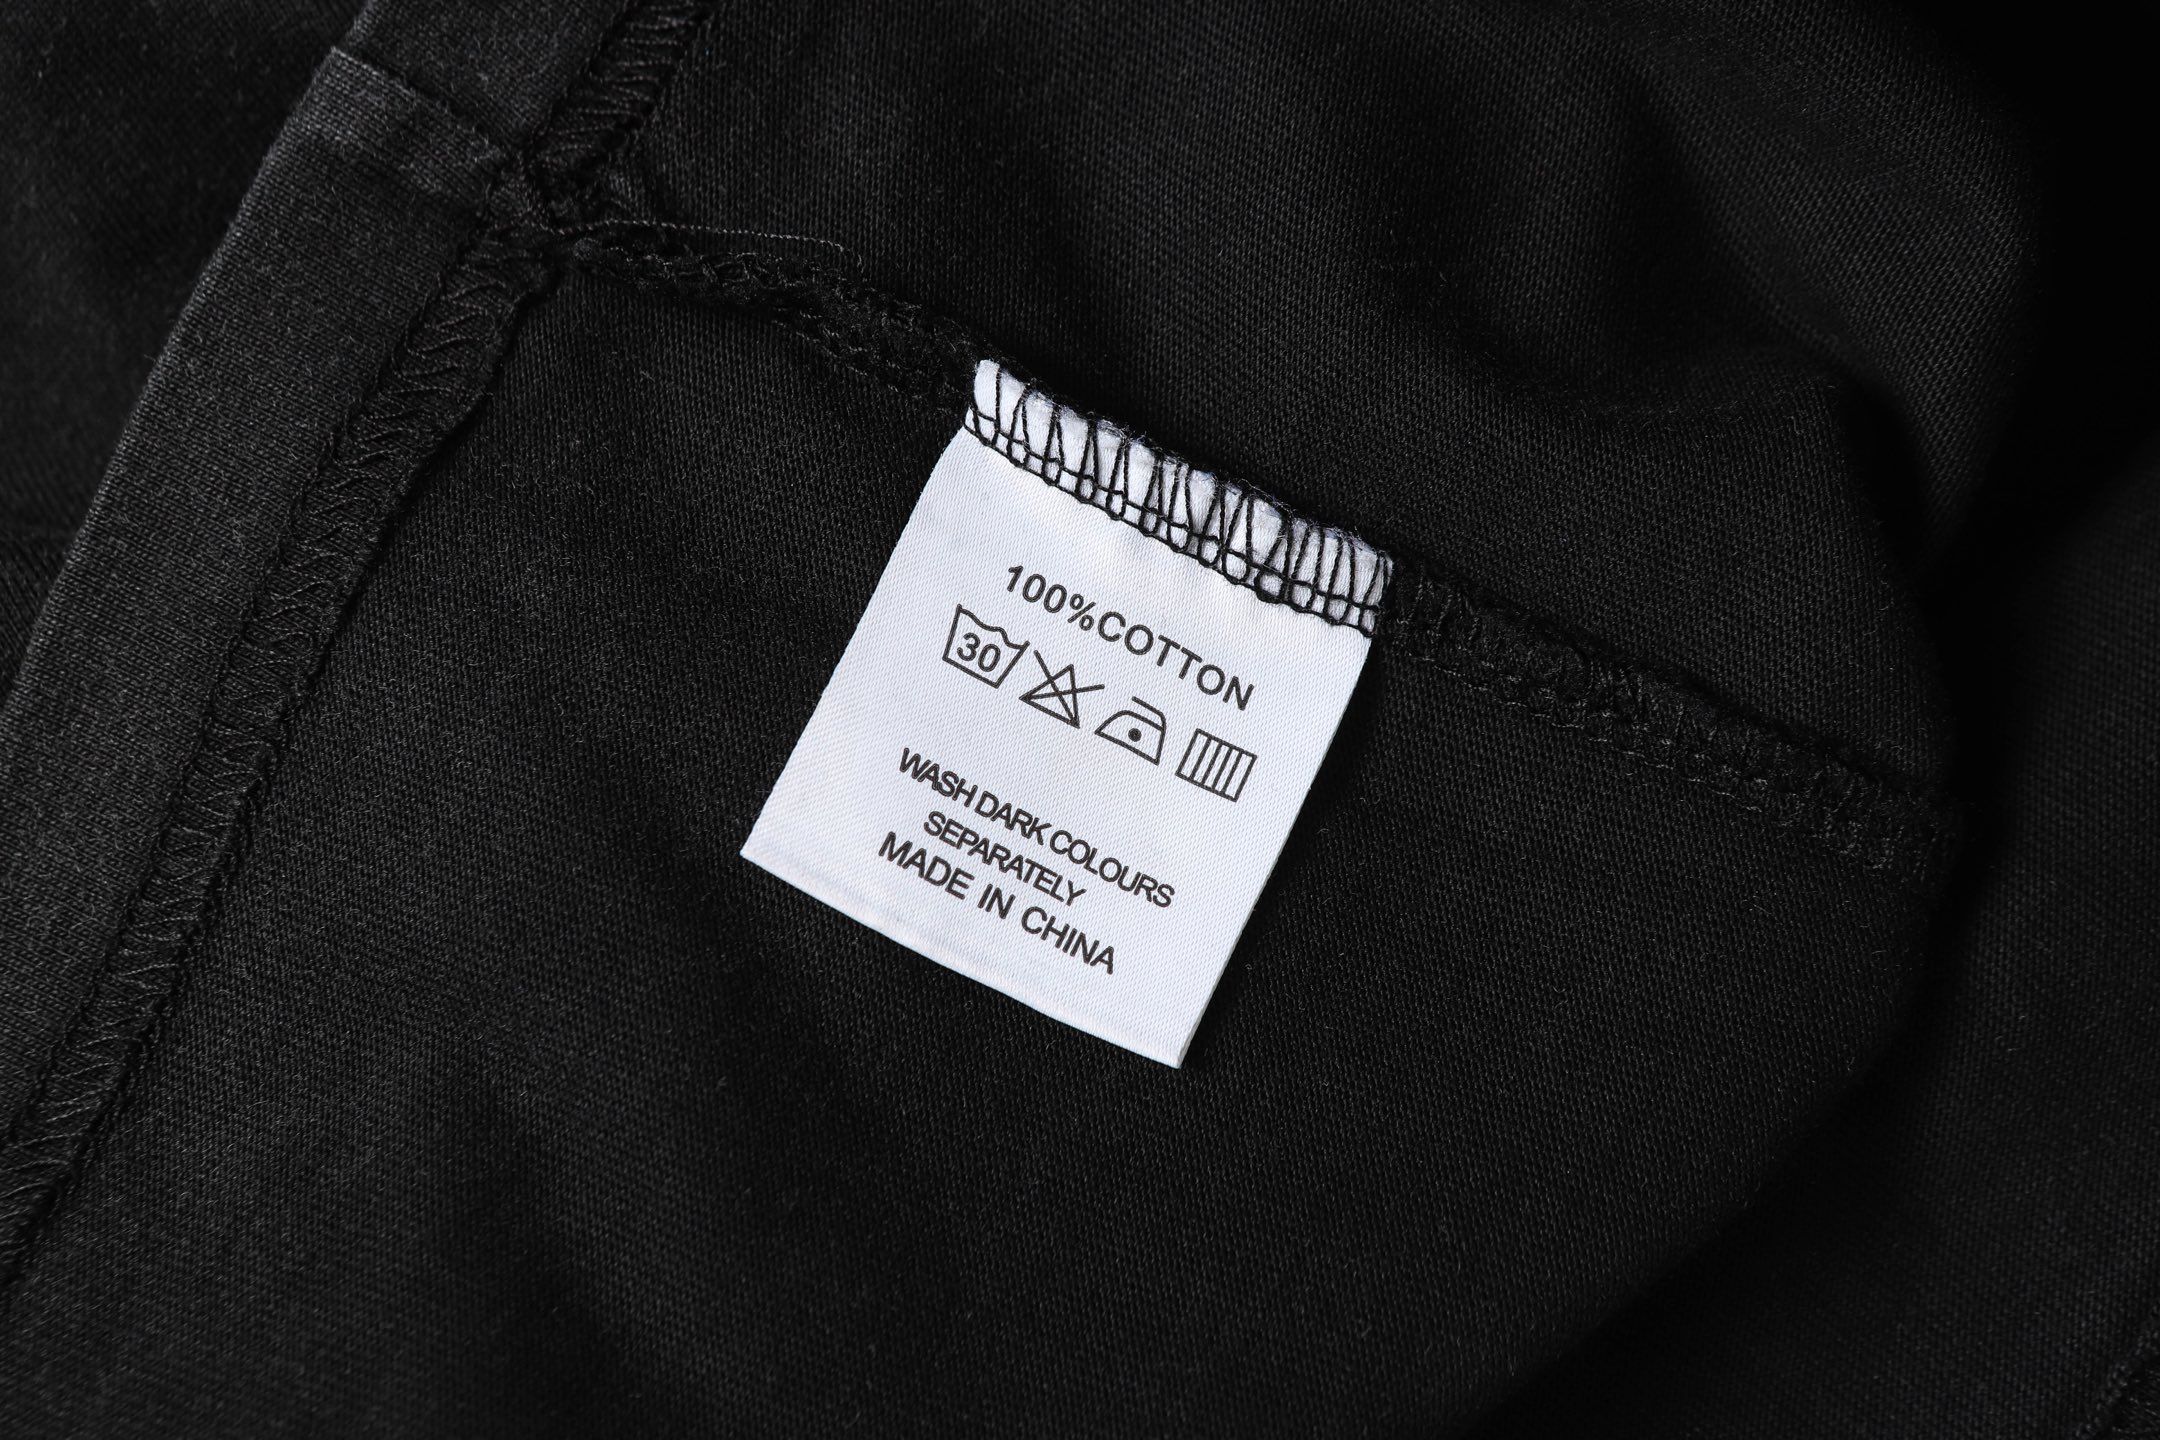 100%COTTON
30
WASH DARK COLOURS
SEPARATELY
MADE IN CHINA